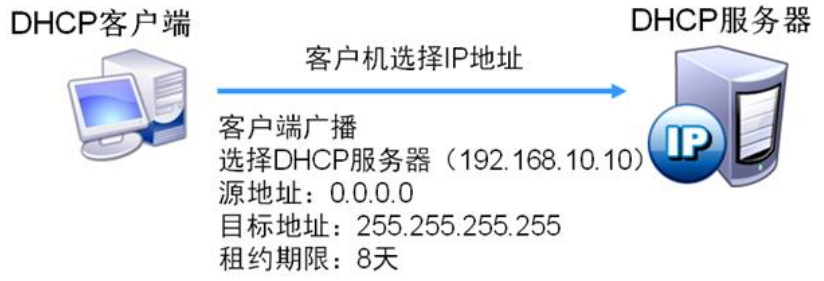 DHCP客户端
DHCP服务器
客户机选择IP地址
客户端广播
选择DHCP服务器（192.168.10.10）
IP
源地址：0.0.0.0
目标地址：255.255.255.255
租约期限：8天